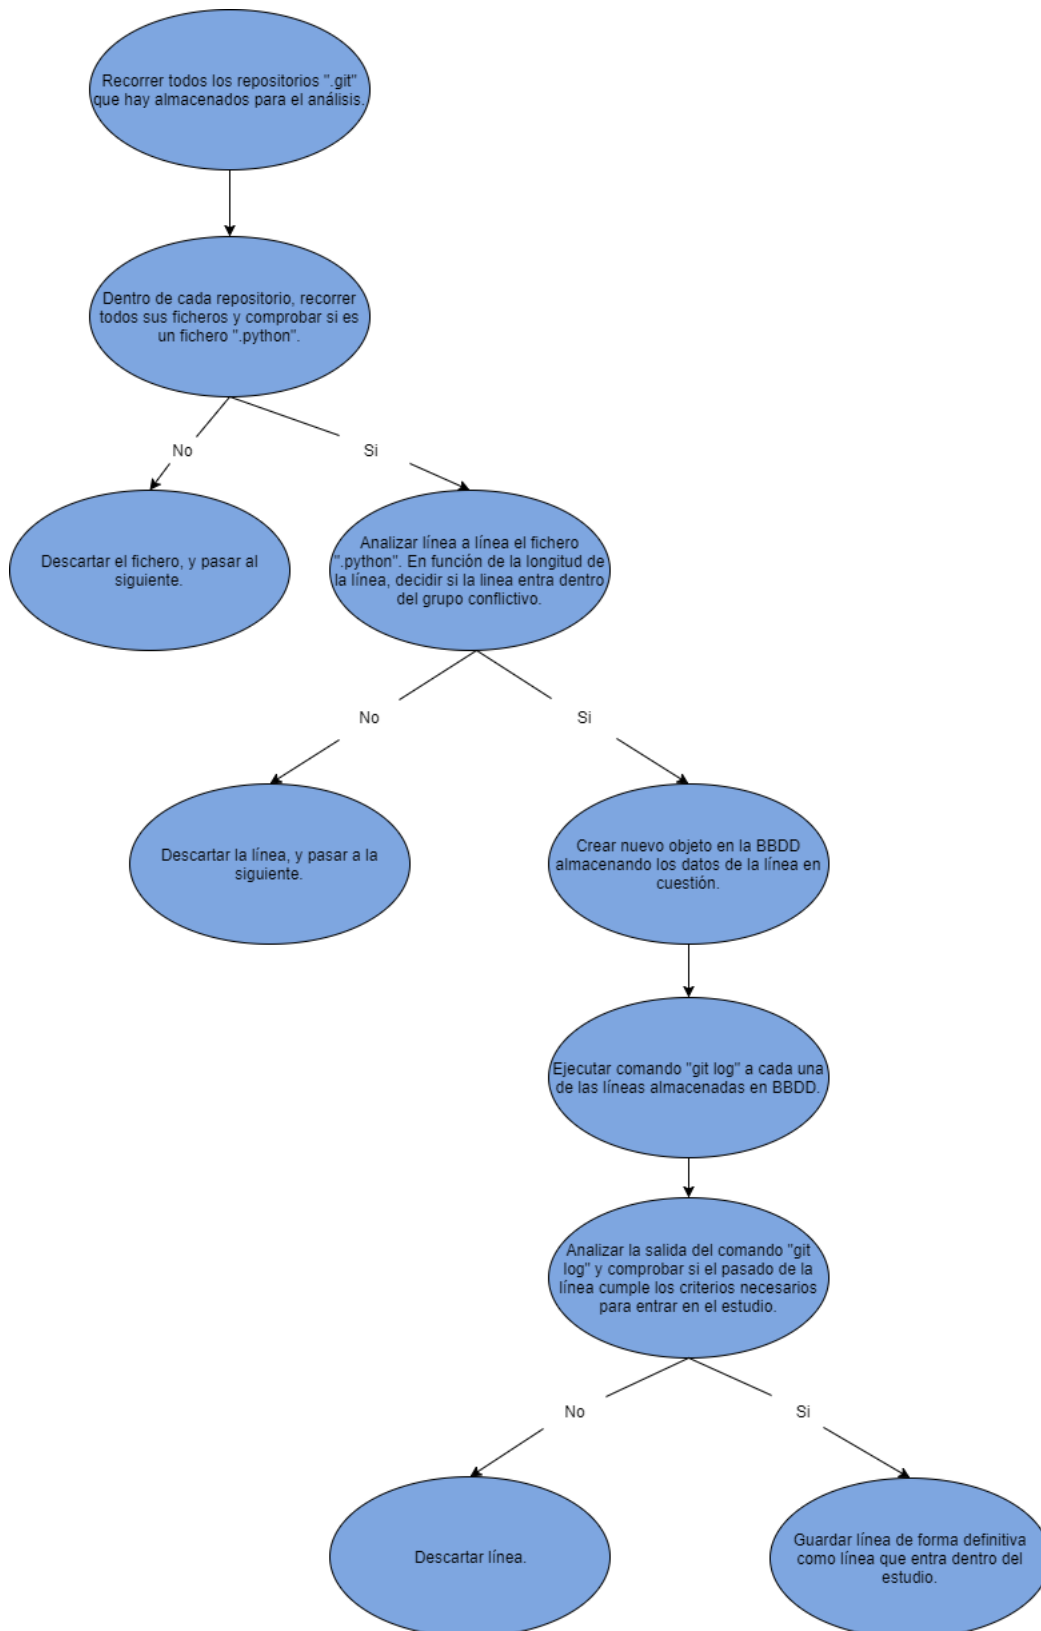 Recorrer todos los repositorios ".git"
que hay almacenados para el análisis.
Dentro de cada repositorio, recorrer
todos sus ficheros y comprobar si es
un fichero ".python".
No
Si
Descartar el fichero, y pasar al
siguiente.
Analizar línea a línea el fichero
".python". En función de la longitud de
la línea, decidir si la linea entra dentro
del grupo conflictivo.
No
Si
Descartar la línea, y pasar a la
siguiente.
Crear nuevo objeto en la BBDD
almacenando los datos de la línea en
cuestión.
Ejecutar comando "git log" a cada una
de las líneas almacenadas en BBDD.
Analizar la salida del comando "git
log" y comprobar si el pasado de la
línea cumple los criterios necesarios
para entrar en el estudio.
No
Si
Descartar línea.
Guardar línea de forma definitiva
como línea que entra dentro del
estudio.